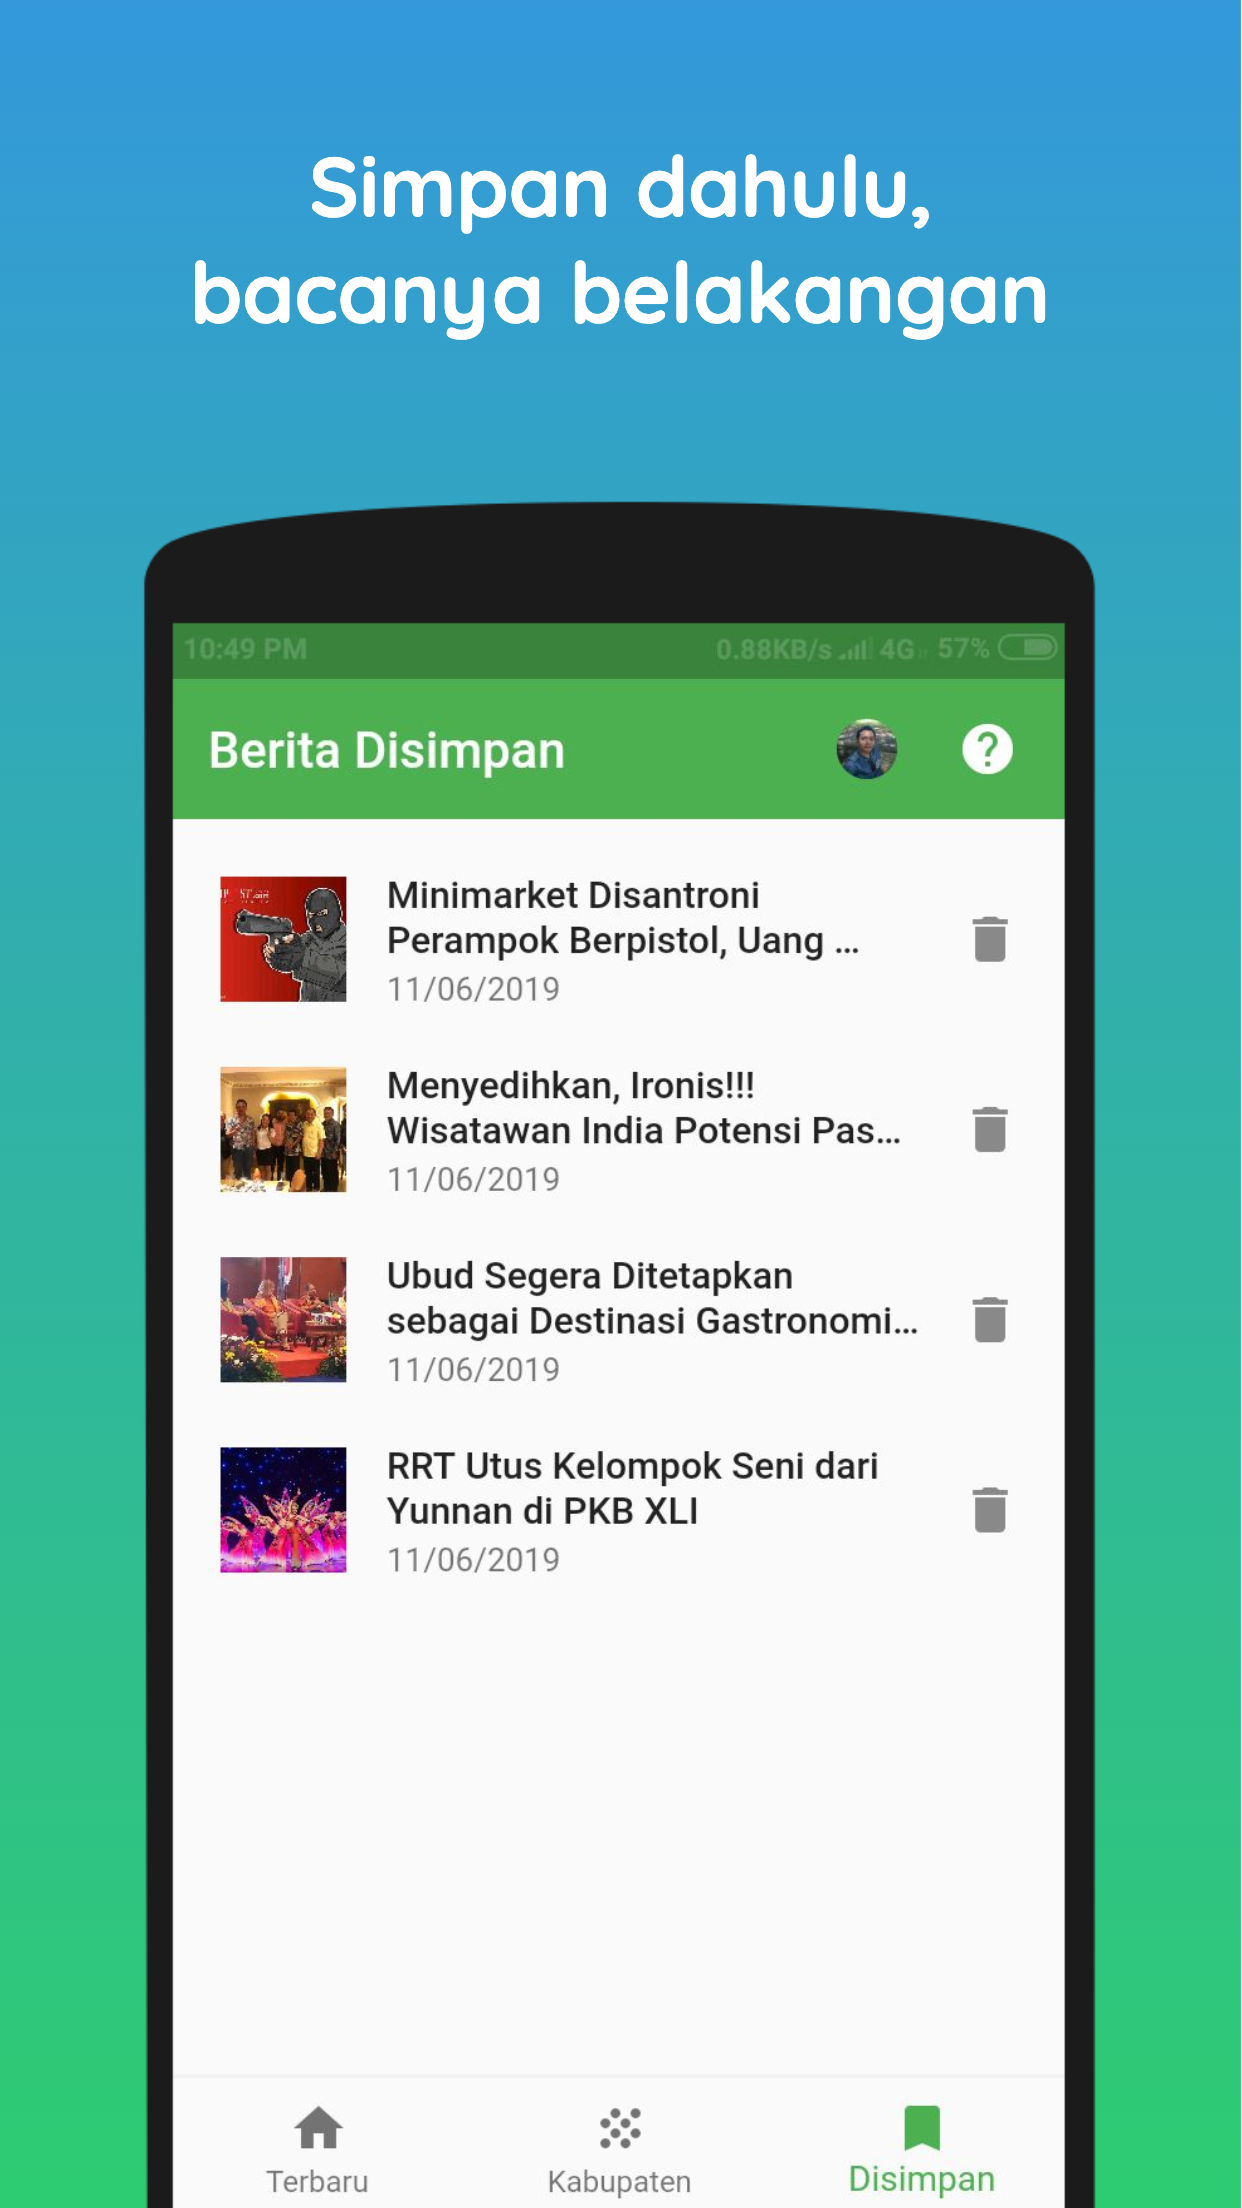 Simpan dahulu,
bacanya belakangan
10:49 PM 0.88KB/s 4G 57%
Berita Disimpan
Minimarket Disantroni
Perampok Berpistol, Uang ...
11/06/2019
Menyedihkan, Ironis!!!
Wisatawan India Potensi Pas...
11/06/2019
Ubud Segera Ditetapkan
sebagai Destinasi Gastronomi...
11/06/2019
RRT Utus Kelompok Seni dari
Yunnan di PKB XLI
11/06/2019
Terbaru Kabupaten Disimpan